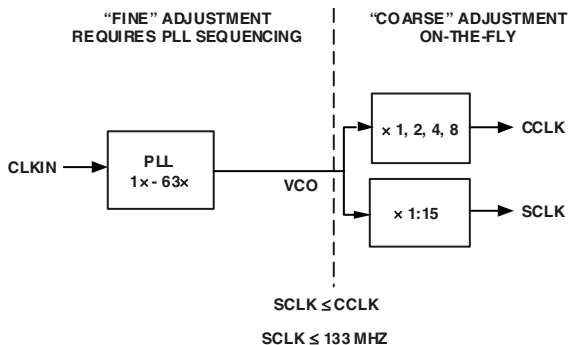 “FINE” ADJUSTMENT
REQUIRES PLL SEQUENCING
“COARSE” ADJUSTMENT
ON-THE-FLY
CLKIN
PLL
1× - 63×
VCO
× 1, 2, 4, 8
CCLK
× 1:15
SCLK
SCLK ≤ CCLK
SCLK ≤ 133 MHZ